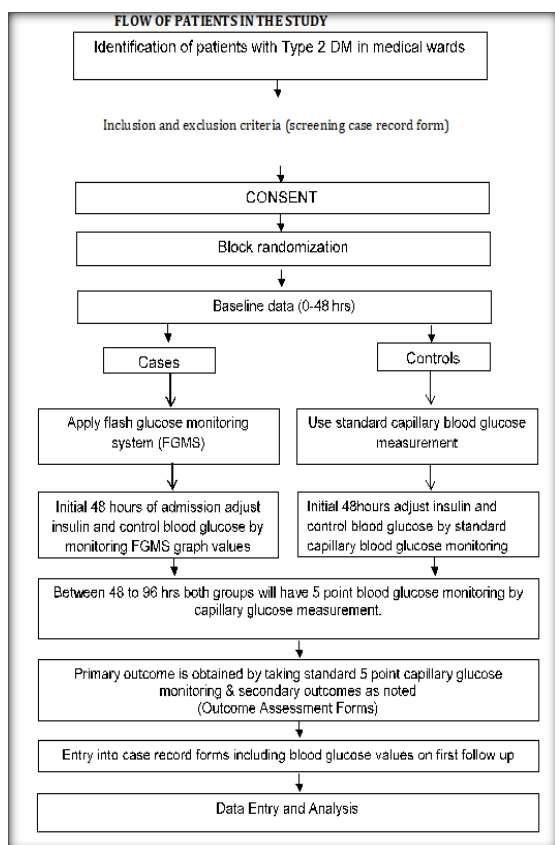 FLOW OF PATIENTS IN THE STUDY
Identification of patients with Type 2 DM in medical wards
Inclusion and exclusion criteria (screening case record form)
CONSENT
Block randomization
Baseline data (0-48 hrs)
Cases
Controls
Apply flash glucose monitoring
system (FGMS)
Use standard capillary blood glucose
measurement
Initial 48 hours of admission adjust
insulin and control blood glucose by
monitoring FGMS graph values
Initial 48hours adjust insulin and
control blood glucose by standard
capillary blood glucose monitoring
Between 48 to 96 hrs both groups will have 5 point blood glucose monitoring by
capillary glucose measurement.
Primary outcome is obtained by taking standard 5 point capillary glucose
monitoring & secondary outcomes as noted
(Outcome Assessment Forms)
Entry into case record forms including blood glucose values on first follow up
Data Entry and Analysis